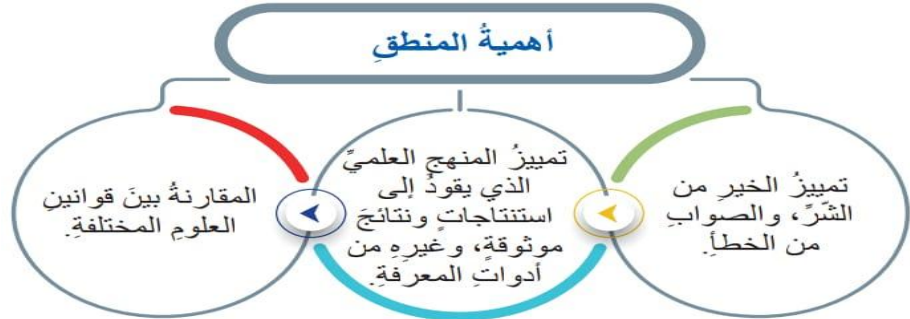 أهميةُ المنطقِ
تمييزُ الخيرِ من
الشّرِّ، والصوابِ
من الخطأِ.
تمييزُ المنهجِ العلميِّ
الذي يقودُ إلى
استنتاجاتٍ ونتائجَ
موثوقةٍ، وغيرِهِ من
أدواتِ المعرفةِ.
المقارنةُ بينَ قوانينِ
العلومِ المختلفةِ.